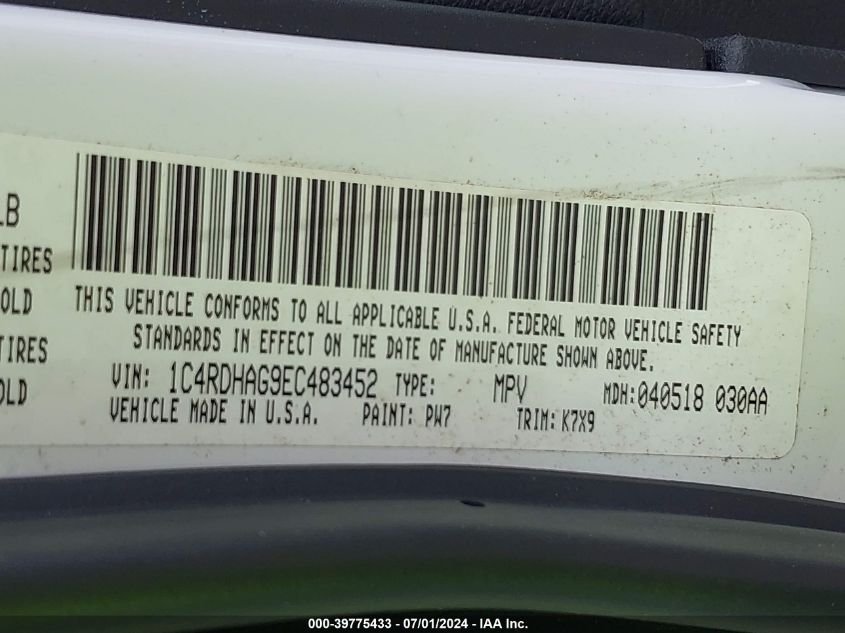 LB
TIRES
OLD
TIRES
OLD
THIS VEHICLE CONFORMS TO ALL APPLICABLE U.S.A. FEDERAL MOTOR VEHICLE SAFETY
STANDARDS IN EFFECT ON THE DATE OF MANUFACTURE SHOWN ABOVE.
VIN: 1C4RDHAG9EC483452 TYPE: MPV MDH:040518 030AA
VEHICLE MADE IN U.S.A. PAINT: PW7 TRIM: K7X9
000-39775433 - 07/01/2024 - IAA Inc.